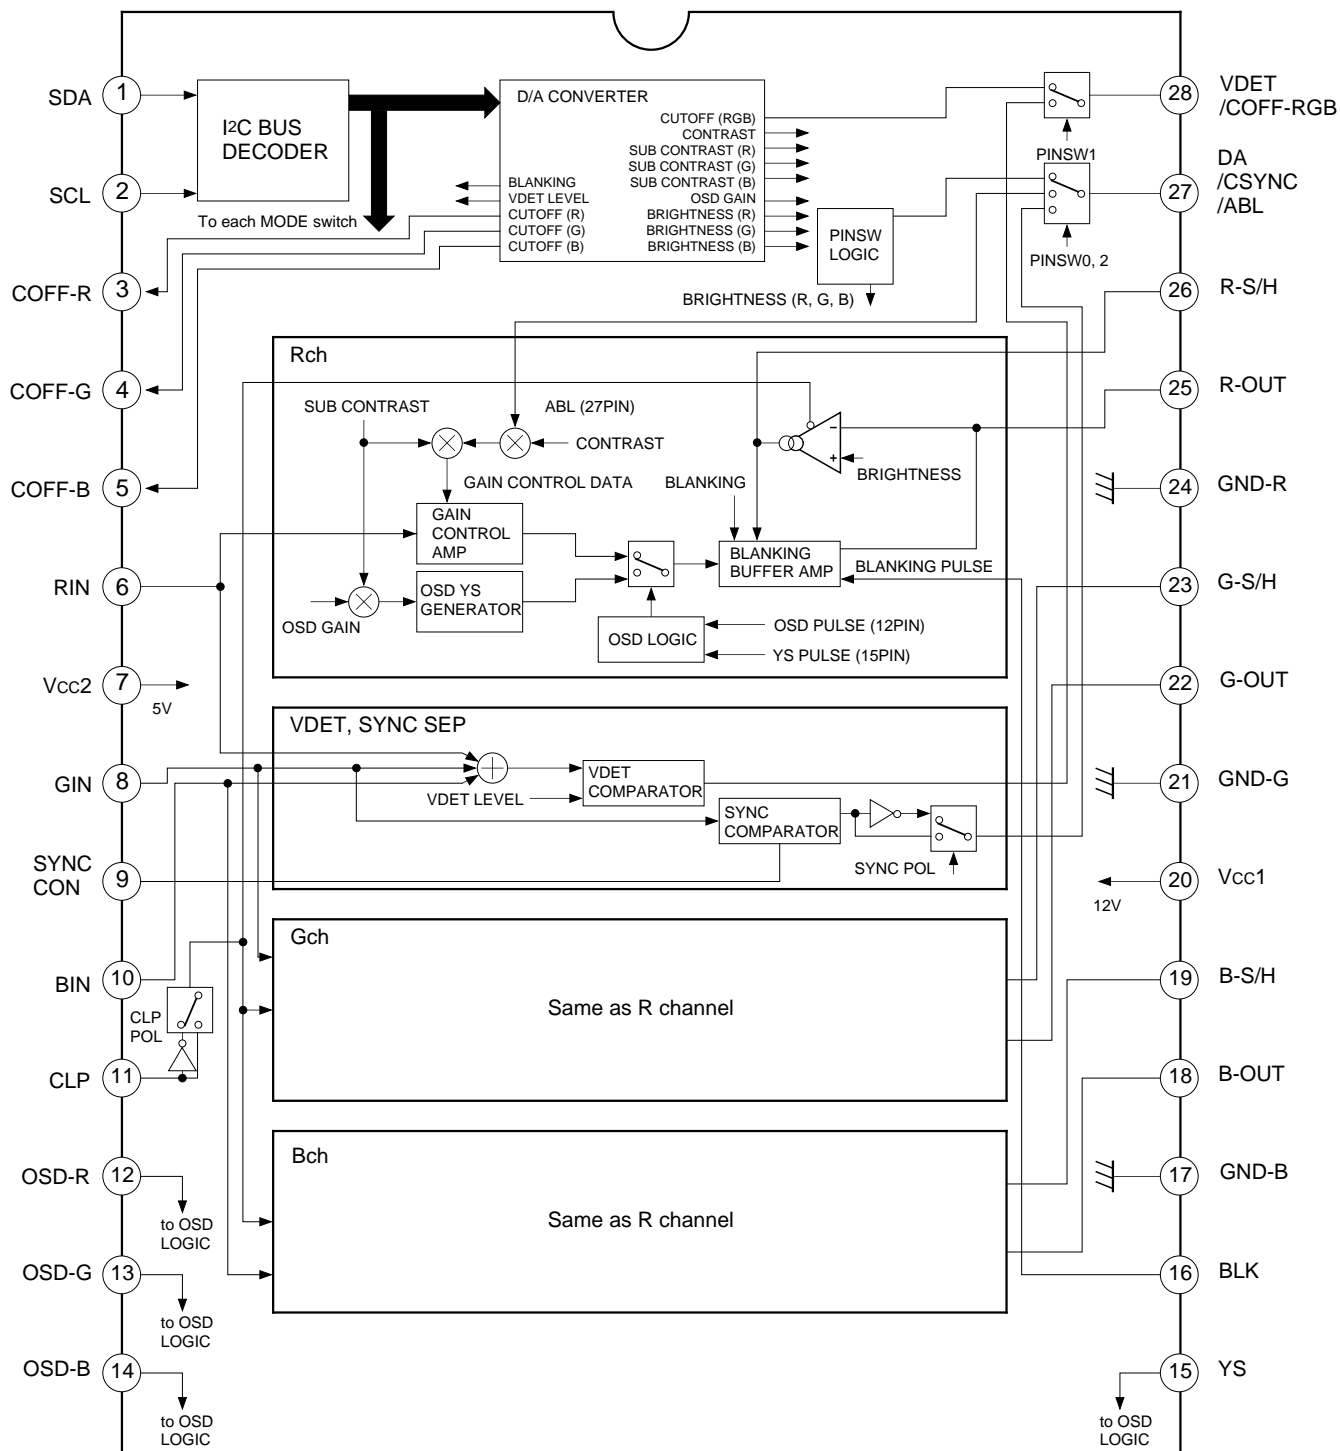 1
SDA
I2C BUS
DECODER
2
SCL
To each MODE switch
D/A CONVERTER
CUTOFF (RGB)
CONTRAST
SUB CONTRAST (R)
SUB CONTRAST (G)
SUB CONTRAST (B)
OSD GAIN
BRIGHTNESS (R)
BRIGHTNESS (G)
BRIGHTNESS (B)
BLANKING
VDET LEVEL
CUTOFF (R)
CUTOFF (G)
CUTOFF (B)
PINSW
LOGIC
BRIGHTNESS (R, G, B)
PINSW1
PINSW0, 2
28
VDET
/COFF-RGB
27
DA
/CSYNC
/ABL
3
COFF-R
26
R-S/H
4
COFF-G
25
R-OUT
5
COFF-B
24
GND-R
6
RIN
23
G-S/H
7
Vcc2
5V
22
G-OUT
8
GIN
21
GND-G
9
SYNC
CON
20
Vcc1
12V
10
BIN
19
B-S/H
CLP
POL
11
CLP
18
B-OUT
12
OSD-R
to OSD
LOGIC
17
GND-B
13
OSD-G
to OSD
LOGIC
16
BLK
14
OSD-B
to OSD
LOGIC
15
YS
to OSD
LOGIC
Rch
SUB CONTRAST
ABL (27PIN)
CONTRAST
GAIN CONTROL DATA
BLANKING
BRIGHTNESS
−
+
GAIN
CONTROL
AMP
OSD YS
GENERATOR
OSD GAIN
BLANKING
BUFFER AMP
BLANKING PULSE
OSD LOGIC
OSD PULSE (12PIN)
YS PULSE (15PIN)
VDET, SYNC SEP
VDET
COMPARATOR
VDET LEVEL
SYNC
COMPARATOR
SYNC POL
Gch
Same as R channel
Bch
Same as R channel